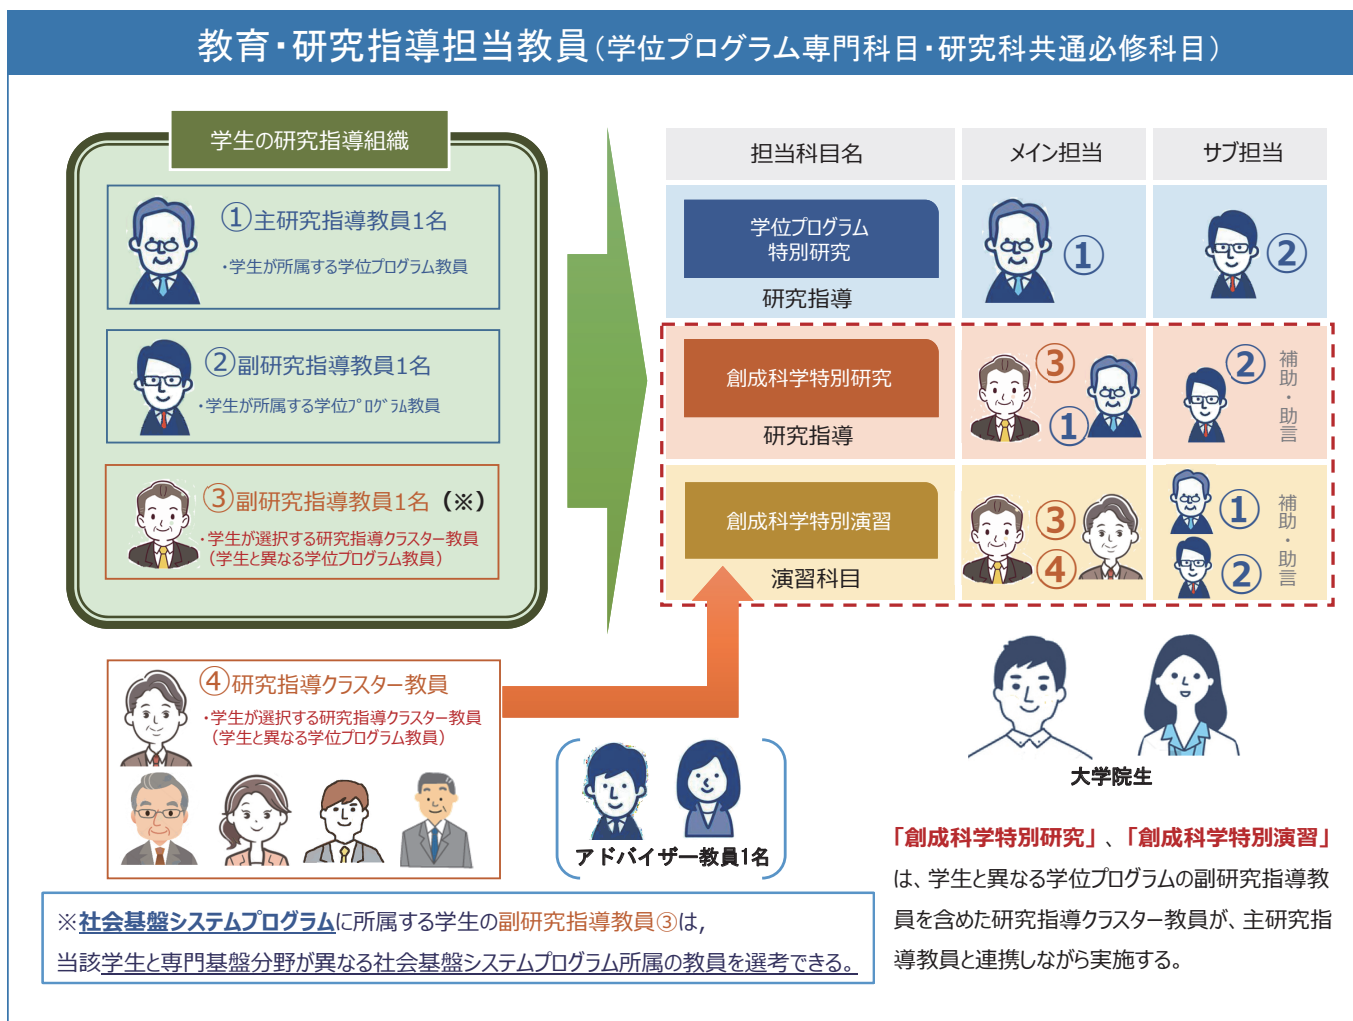 教育・研究指導担当教員(学位プログラム専門科目・研究科共通必修科目)
学生の研究指導組織
①主研究指導教員1名
・学生が所属する学位プログラム教員
②副研究指導教員1名
・学生が所属する学位プログラム教員
③副研究指導教員1名(※)
・学生が選択する研究指導クラスター教員
(学生と異なる学位プログラム教員)
④研究指導クラスター教員
・学生が選択する研究指導クラスター教員
(学生と異なる学位プログラム教員)
担当科目名
メイン担当
サブ担当
学位プログラム
特別研究
研究指導
①
②
創成科学特別研究
研究指導
③
①
②
補助・助言
創成科学特別演習
演習科目
③
④
①
②
補助・助言
アドバイザー教員1名
大学院生
「創成科学特別研究」、「創成科学特別演習」
は、学生と異なる学位プログラムの副研究指導教
員を含めた研究指導クラスター教員が、主研究指
導教員と連携しながら実施する。
※社会基盤システムプログラムに所属する学生の副研究指導教員③は,
当該学生と専門基盤分野が異なる社会基盤システムプログラム所属の教員を選考できる。